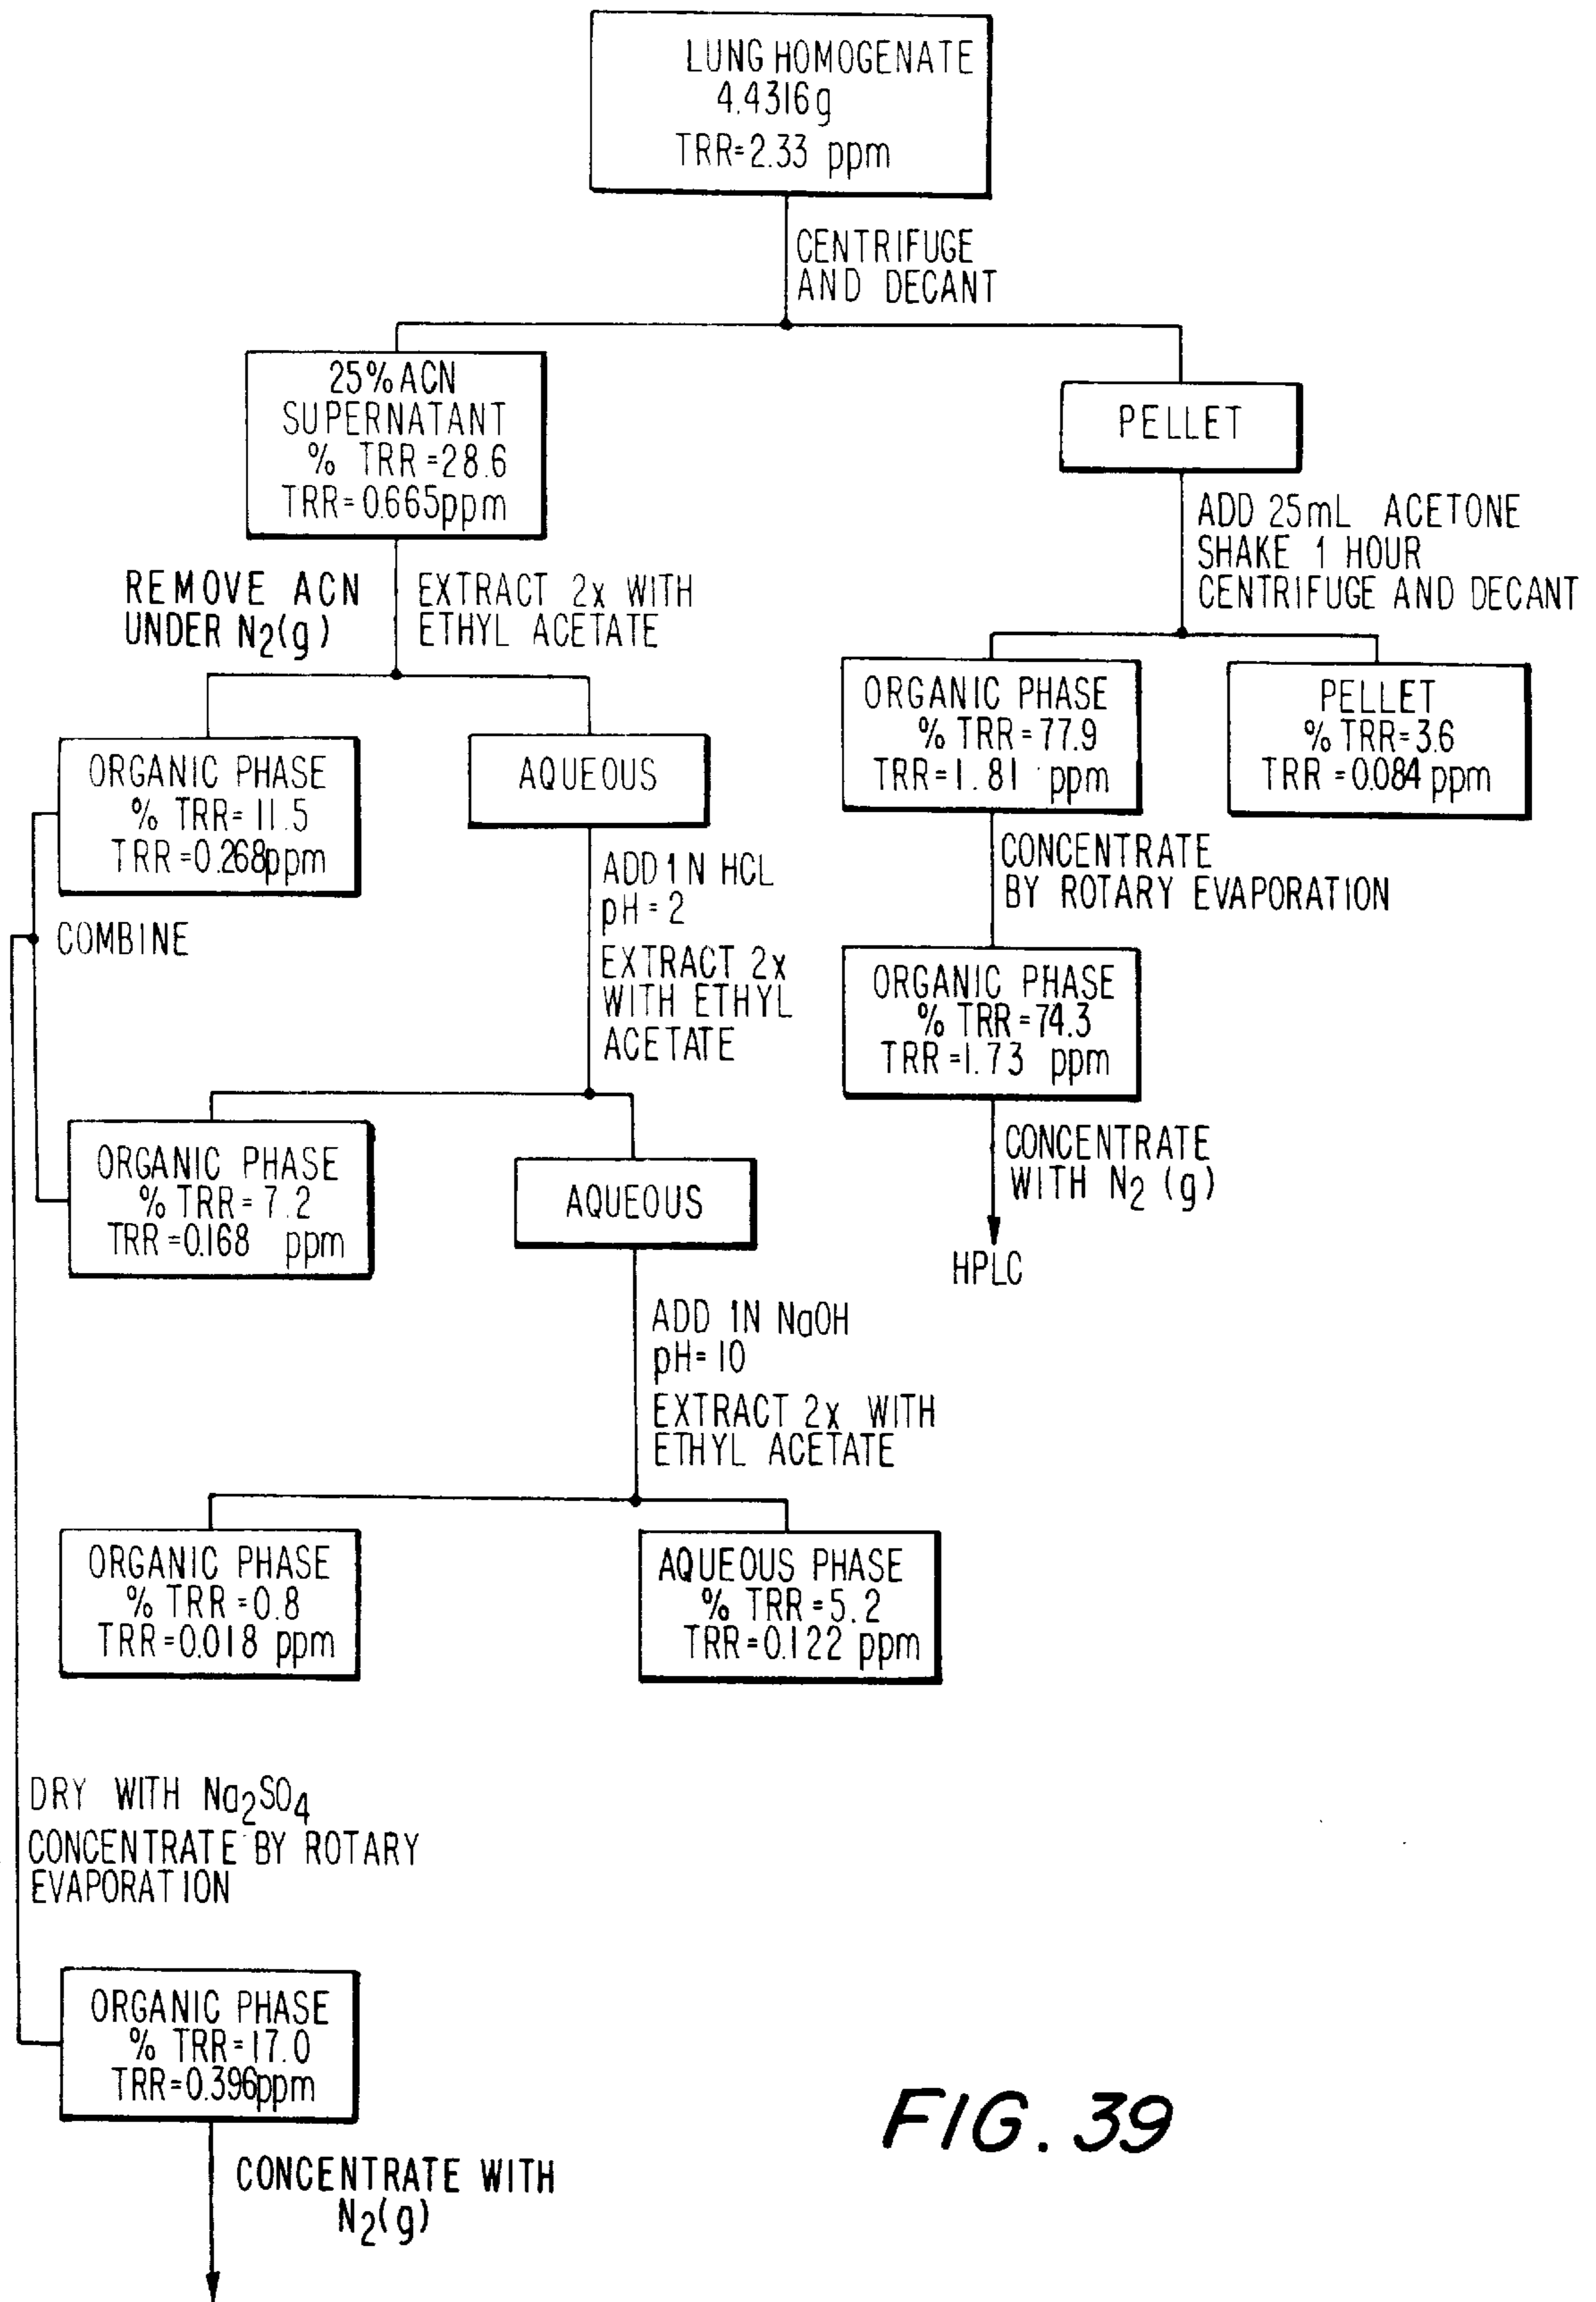 LUNG HOMOGENATE
4.4316g
TRR=2.33 ppm
CENTRIFUGE
AND DECANT
25% ACN
SUPERNATANT
% TRR=28.6
TRR=0.665ppm
PELLET
REMOVE ACN
UNDER N2(g)
EXTRACT 2x WITH
ETHYL ACETATE
ADD 25mL ACETONE
SHAKE 1 HOUR
CENTRIFUGE AND DECANT
ORGANIC PHASE
% TRR=11.5
TRR=0.268ppm
AQUEOUS
ORGANIC PHASE
% TRR=77.9
TRR=1.81 ppm
PELLET
% TRR=3.6
TRR=0.084 ppm
COMBINE
ADD 1N HCL
pH=2
EXTRACT 2x
WITH ETHYL
ACETATE
CONCENTRATE
BY ROTARY EVAPORATION
ORGANIC PHASE
% TRR=74.3
TRR=1.73 ppm
ORGANIC PHASE
% TRR=7.2
TRR=0.168 ppm
AQUEOUS
CONCENTRATE
WITH N2 (g)
HPLC
ADD 1N NaOH
pH=10
EXTRACT 2x WITH
ETHYL ACETATE
ORGANIC PHASE
% TRR=0.8
TRR=0.018 ppm
AQUEOUS PHASE
% TRR=5.2
TRR=0.122 ppm
DRY WITH Na2SO4
CONCENTRATE BY ROTARY
EVAPORATION
ORGANIC PHASE
% TRR=17.0
TRR=0.396ppm
CONCENTRATE WITH
N2(g)
FIG. 39